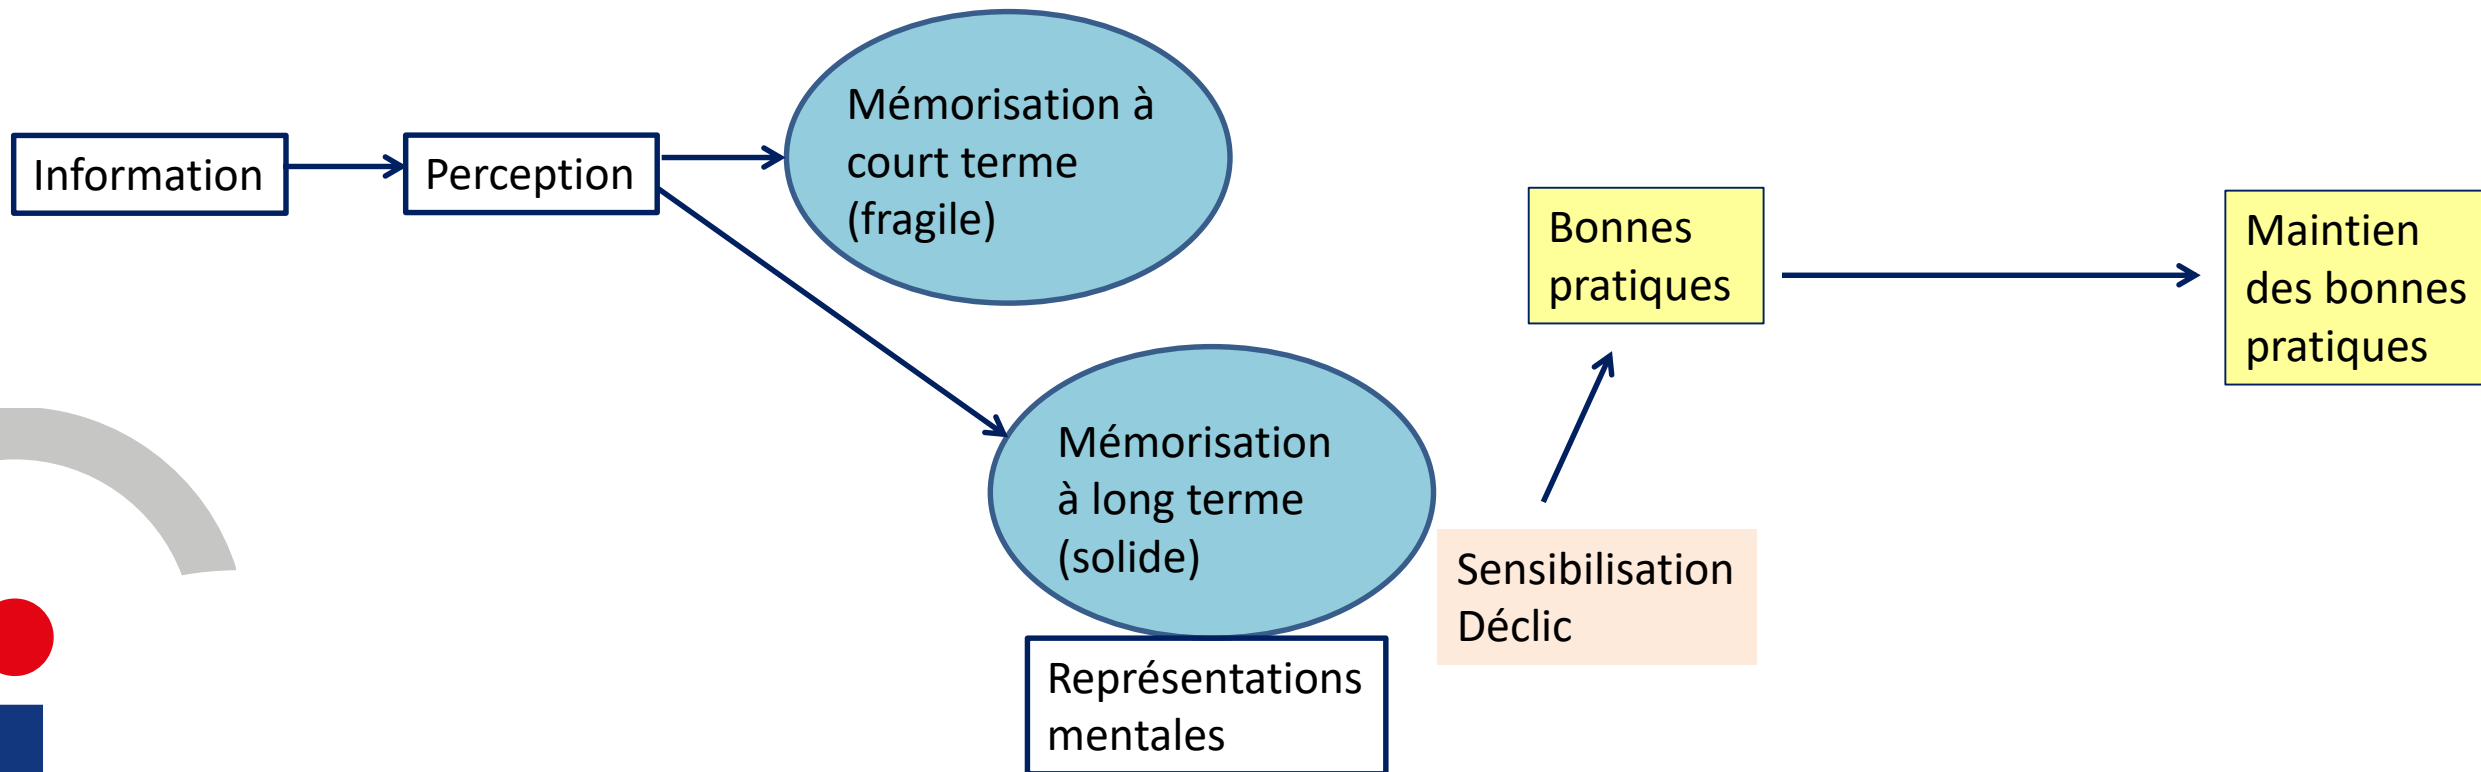 Information
Perception
Mémorisation à
court terme
(fragile)
Bonnes
pratiques
Maintien
des bonnes
pratiques
Mémorisation
à long terme
(solide)
Sensibilisation
Déclic
Représentations
mentales